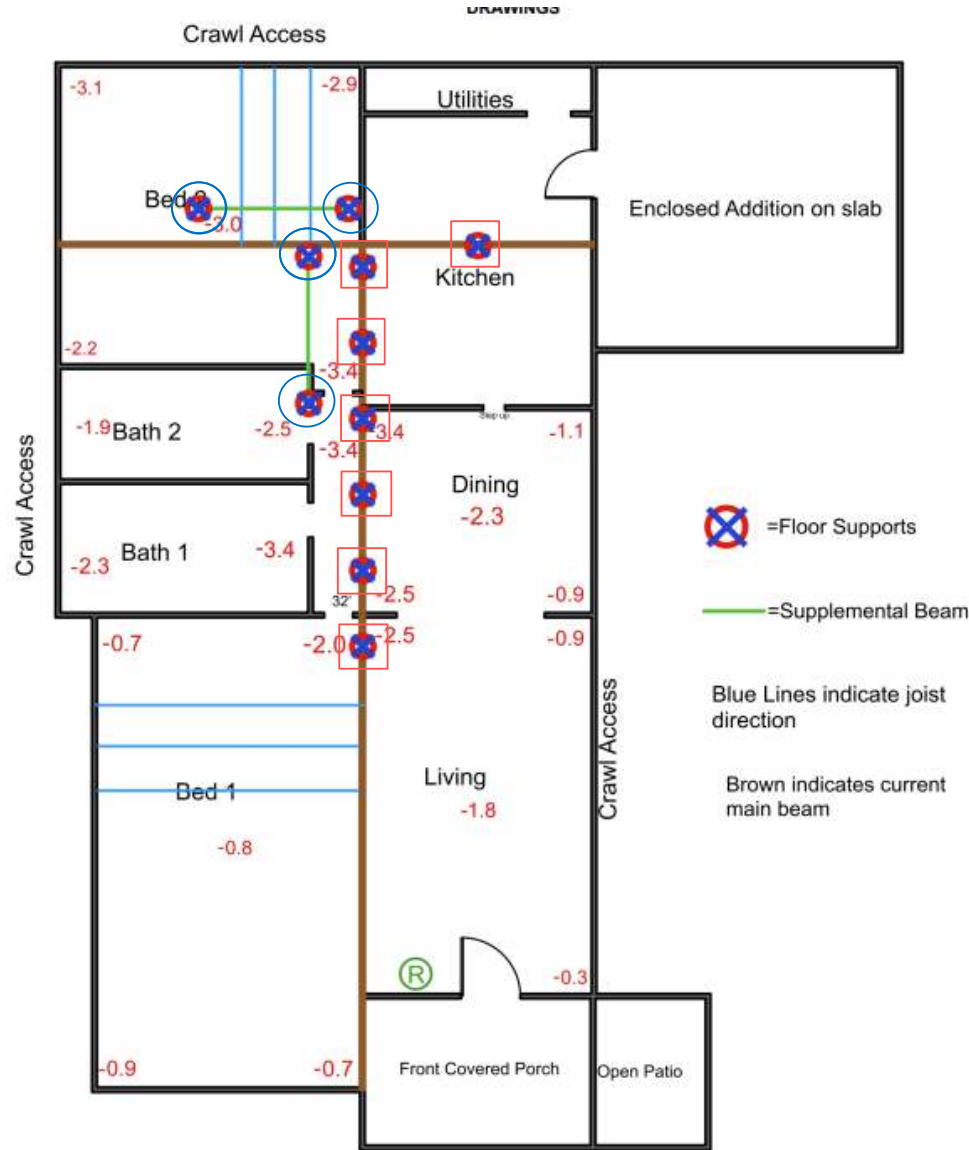 DRAWINGS
Crawl Access
-3.1
-2.9
Utilities
Bed 2
-3.0
Enclosed Addition on slab
Kitchen
-2.2
-3.4
Step up
-1.9
Bath 2
-2.5
-3.4
-3.4
-1.1
Crawl Access
Dining
-2.3
=Floor Supports
Bath 1
-2.3
-3.4
32'
-2.5
-0.9
=Supplemental Beam
-0.7
-2.0
-2.5
-0.9
Blue Lines indicate joist
direction
Crawl Access
Living
-1.8
Bed 1
-0.8
Brown indicates current
main beam
R
-0.3
-0.9
-0.7
Front Covered Porch
Open Patio